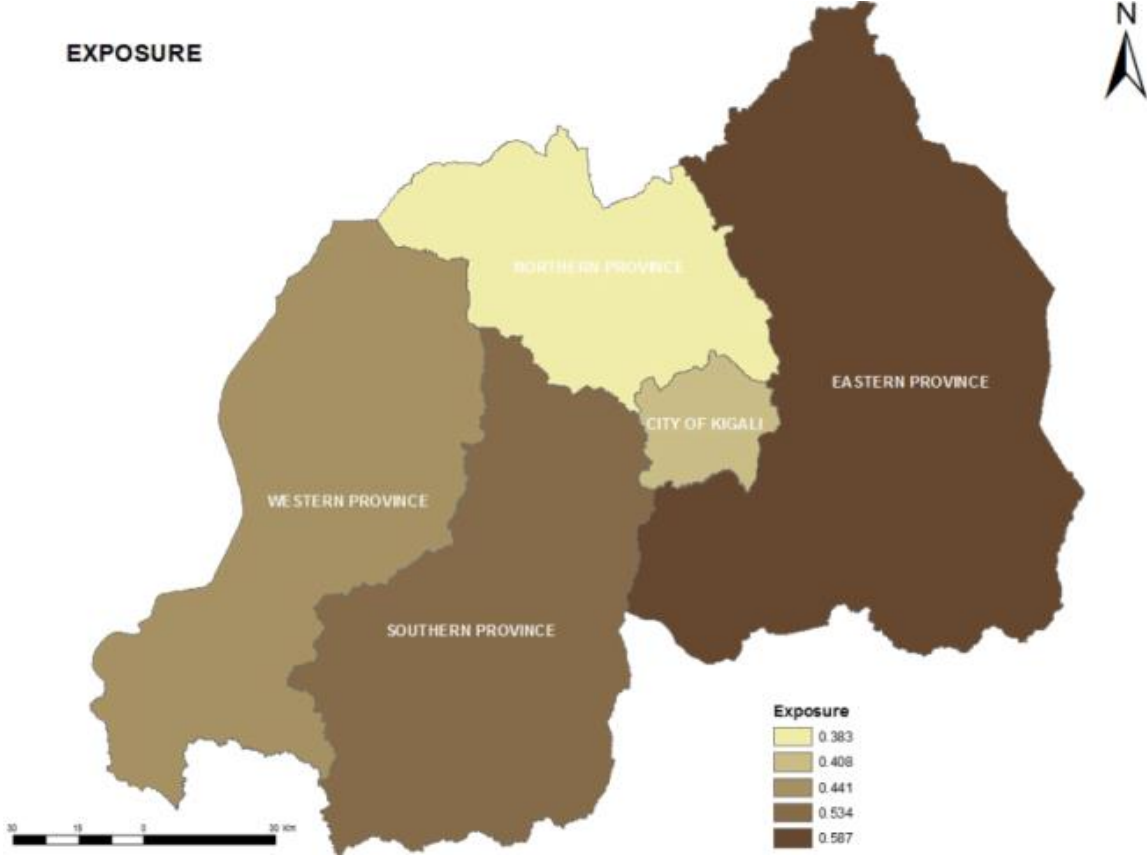 N
EXPOSURE
NORTHERN PROVINCE
EASTERN PROVINCE
CITY OF KIGALI
WESTERN PROVINCE
SOUTHERN PROVINCE
Exposure
0.383
0.408
0.441
0.534
0.587
30 15 0 30 Km